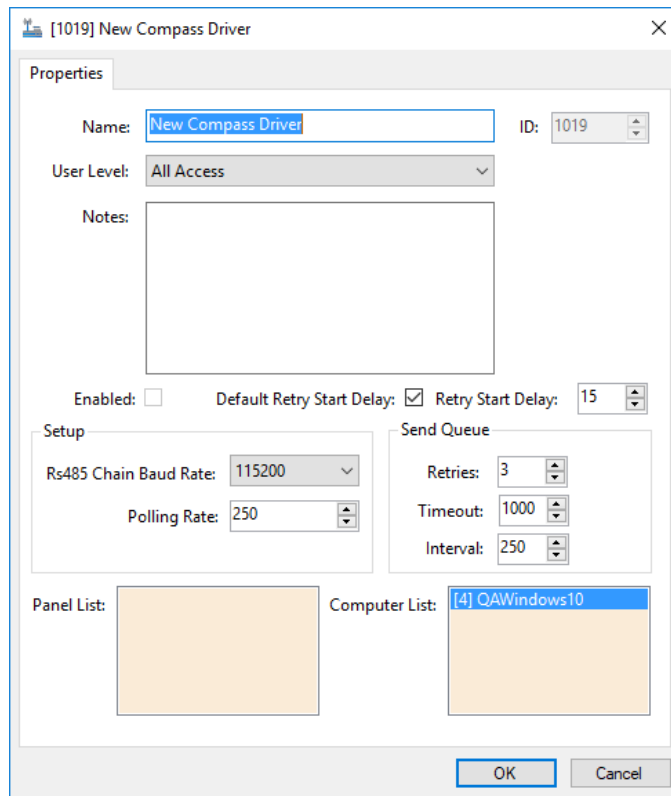 [1019] New Compass Driver
Properties
Name: New Compass Driver ID: 1019
User Level: All Access
Notes:
Enabled: Default Retry Start Delay: Retry Start Delay: 15
Setup Send Queue
Rs485 Chain Baud Rate: 115200 Retries: 3
Polling Rate: 250 Timeout: 1000
Interval: 250
Panel List: Computer List: [4] QAWindows10
OK Cancel